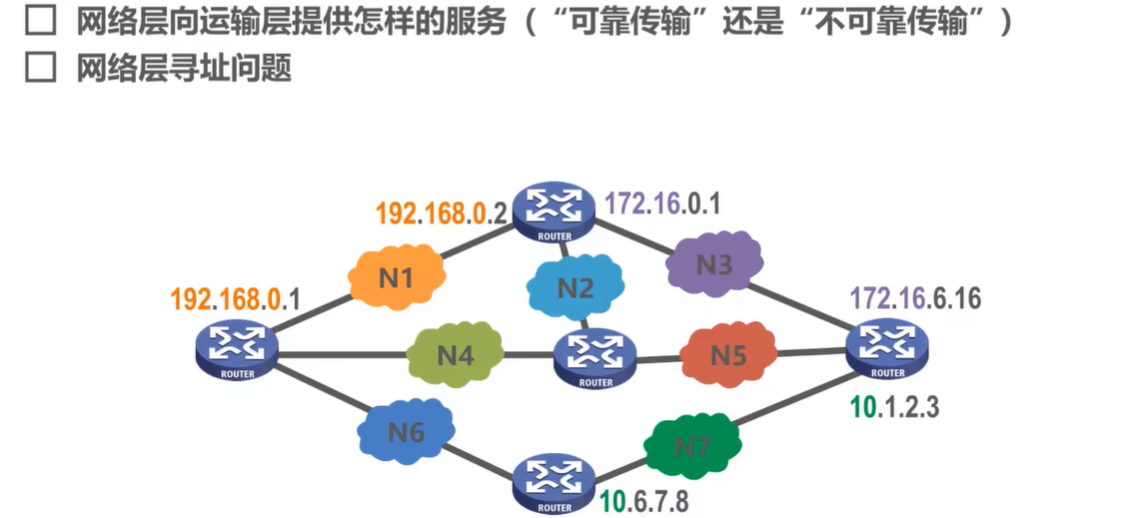 网络层向运输层提供怎样的服务（“可靠传输”还是“不可靠传输”）
网络层寻址问题
192.168.0.2
ROUTER
172.16.0.1
N1
N3
N2
192.168.0.1
172.16.6.16
ROUTER
N4
ROUTER
N5
ROUTER
10.1.2.3
N6
N7
ROUTER
10.6.7.8